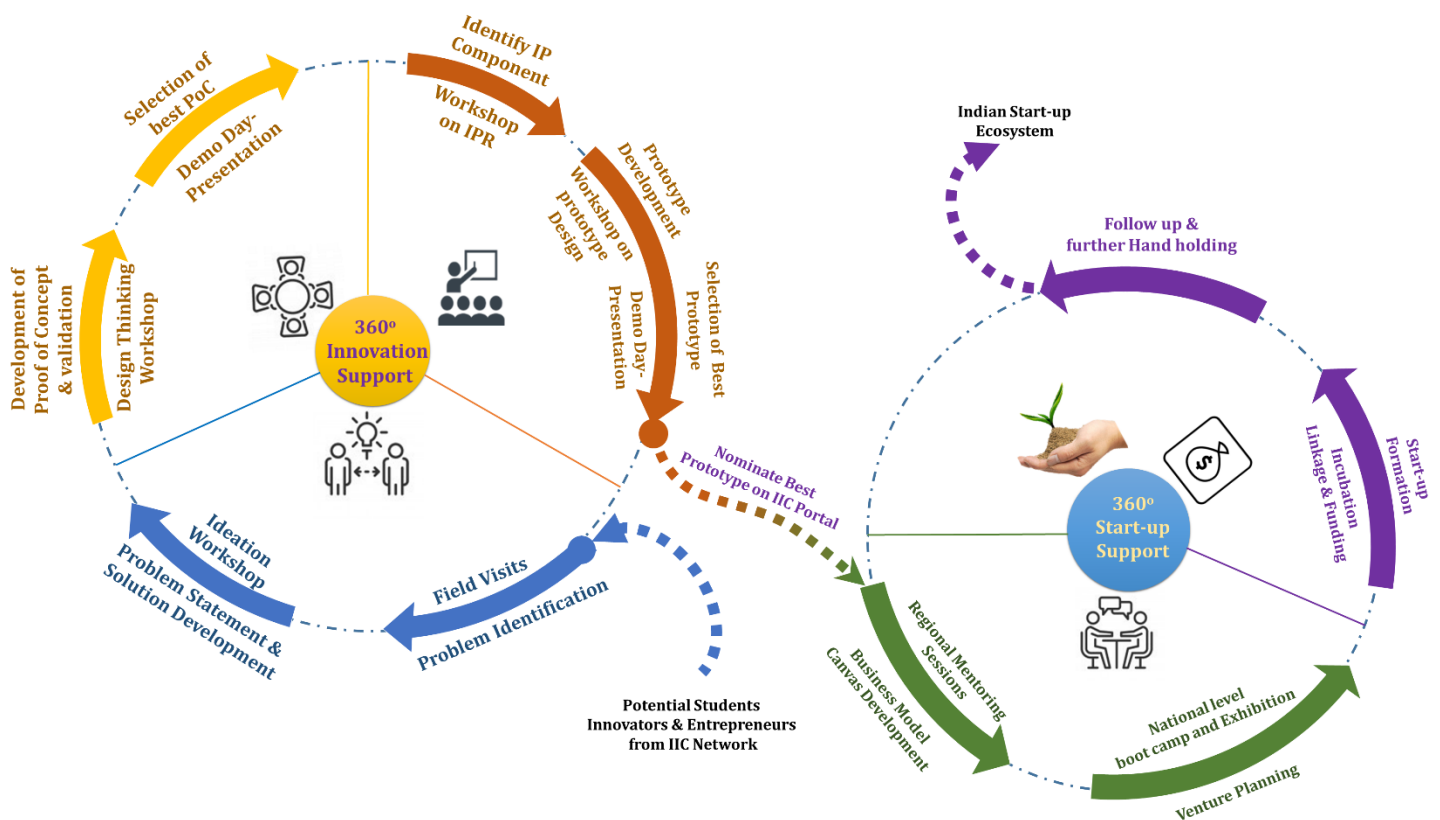 Selection of
best PoC
Demo Day-
Presentation
Identify IP
Component
Workshop
on IPR
Prototype
Development
Workshop on
prototype
Design
Selection of Best
Prototype
Demo Day-
Presentation
Development of
Proof of Concept
& validation
Design Thinking
Workshop
360º
Innovation
Support
Ideation
Workshop
Problem Statement &
Solution Development
Field Visits
Problem Identification
Potential Students
Innovators & Entrepreneurs
from IIC Network
Nominate Best
Prototype on IIC Portal
Indian Start-up
Ecosystem
Follow up &
further Hand holding
Start-up
Formation
Incubation
Linkage & Funding
360º
Start-up
Support
$
Regional Mentoring
Sessions
Business Model
Canvas Development
National level
boot camp and Exhibition
Venture Planning